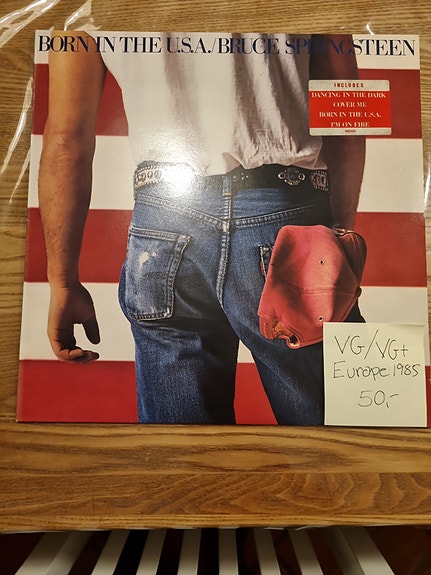 BORN IN THE U.S.A./BRUCE SPRINGSTEEN
INCLUDES
DANCING IN THE DARK
COVER ME
BORN IN THE U.S.A.
I'M ON FIRE
VG/VG+
Europe 1985
50,-